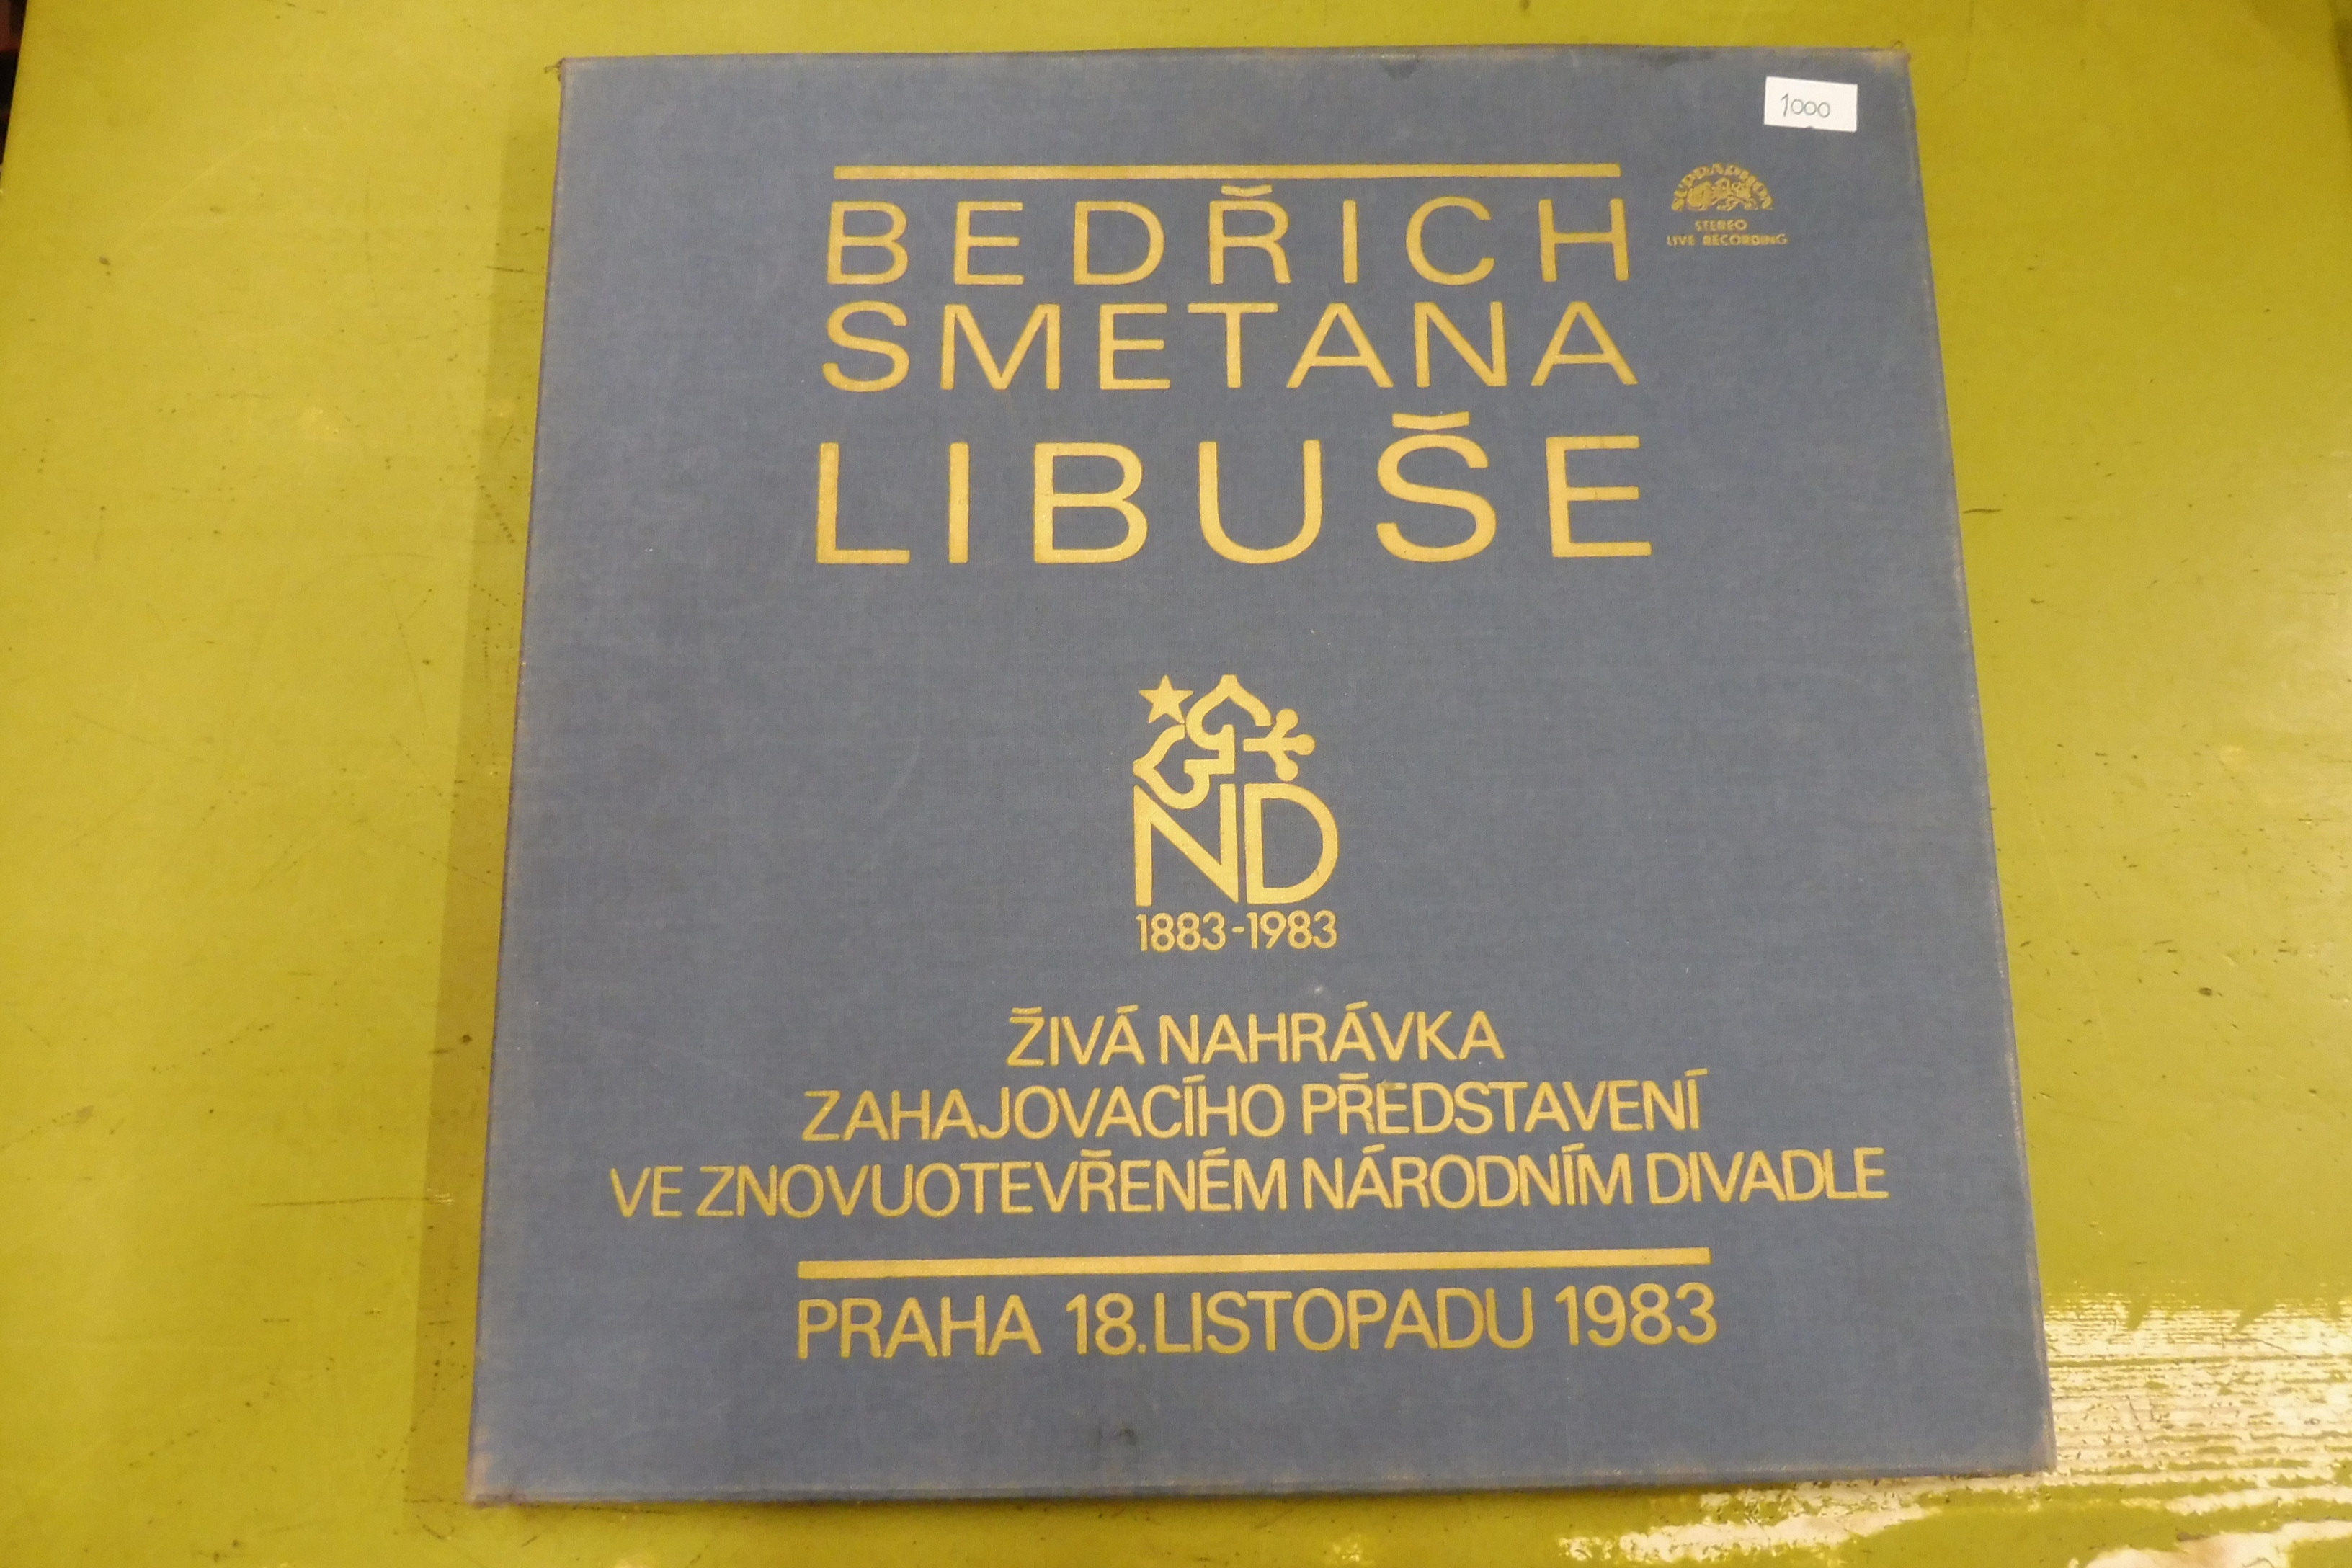 1000
SUPRAPHON
STEREO
LIVE RECORDING
BEDŘICH
SMETANA
LIBUŠE
ND
1883-1983
ŽIVÁ NAHRÁVKA
ZAHAJOVACÍHO PŘEDSTAVENÍ
VE ZNOVUOTEVŘENÉM NÁRODNÍM DIVADLE
PRAHA 18.LISTOPADU 1983